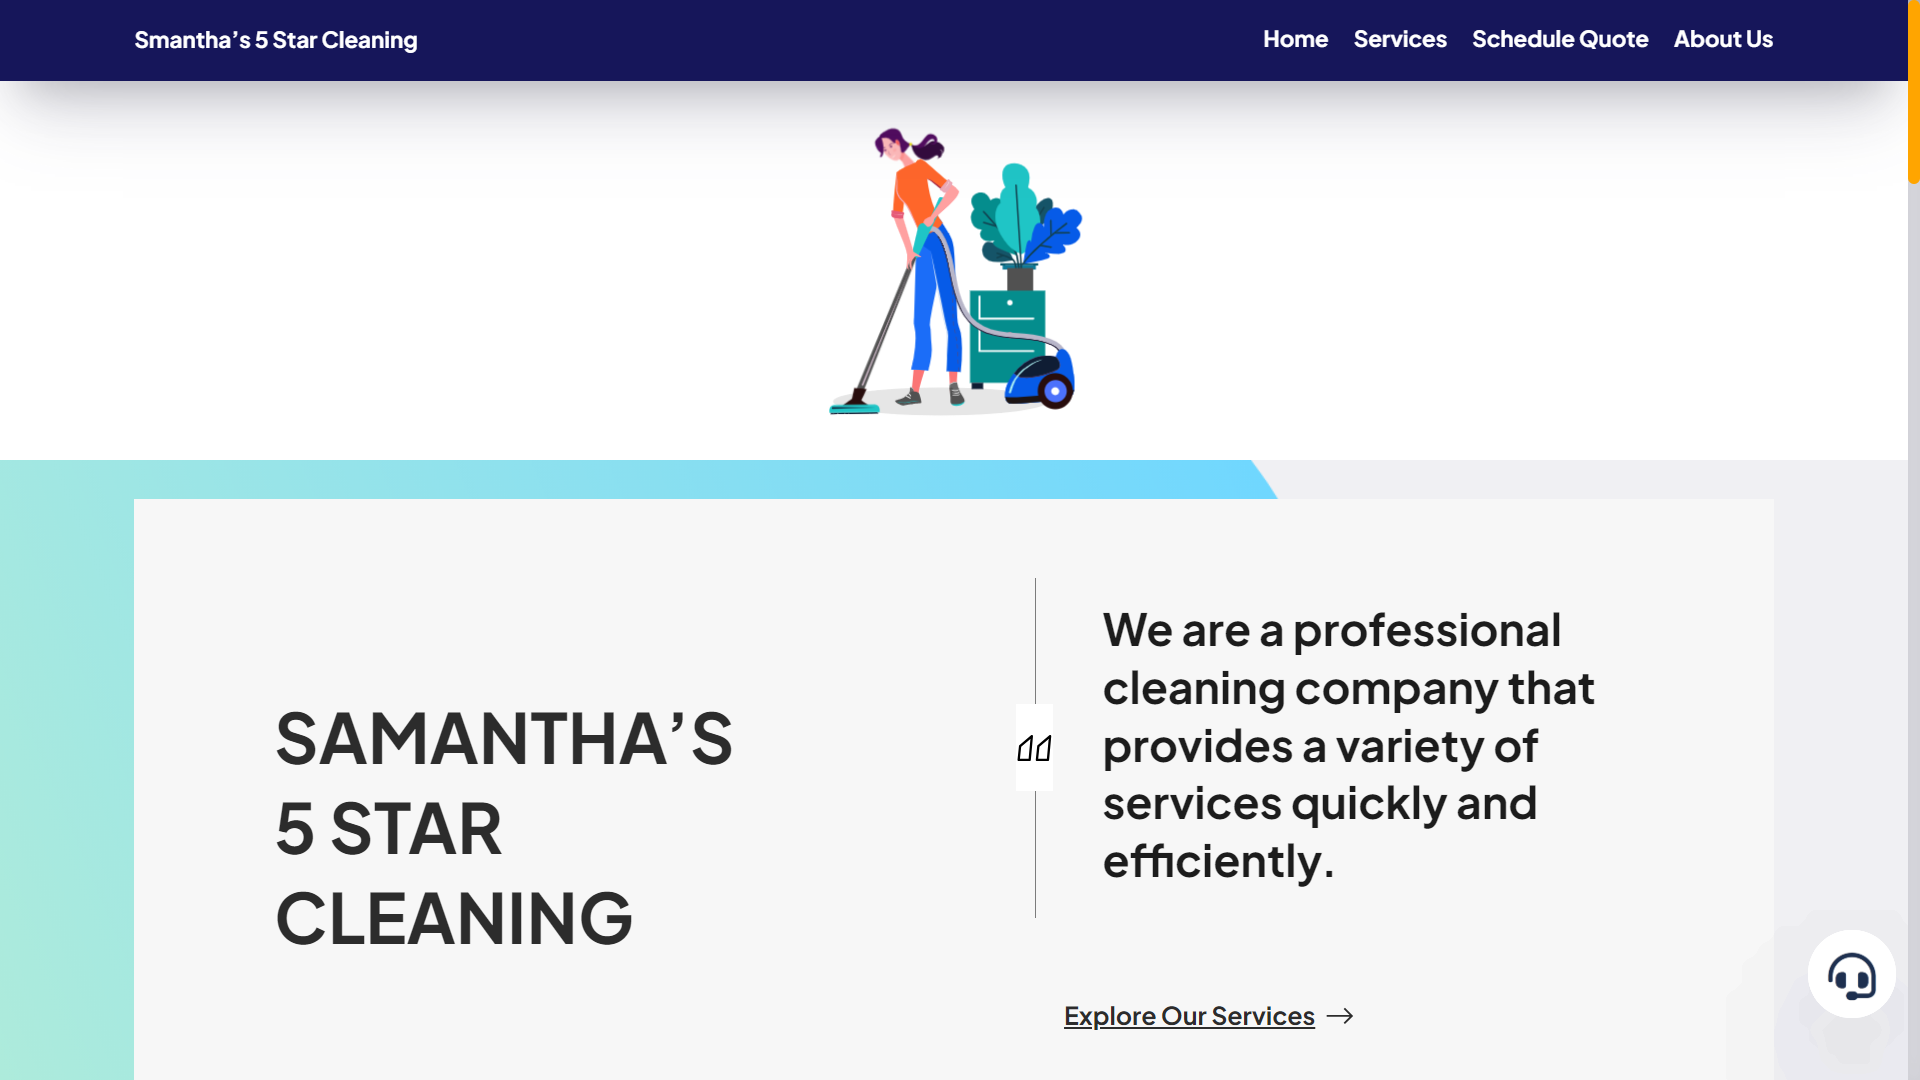 Smantha’s 5 Star Cleaning
Home Services Schedule Quote About Us
SAMANTHA’S
5 STAR
CLEANING
We are a professional
cleaning company that
provides a variety of
services quickly and
efficiently.
Explore Our Services